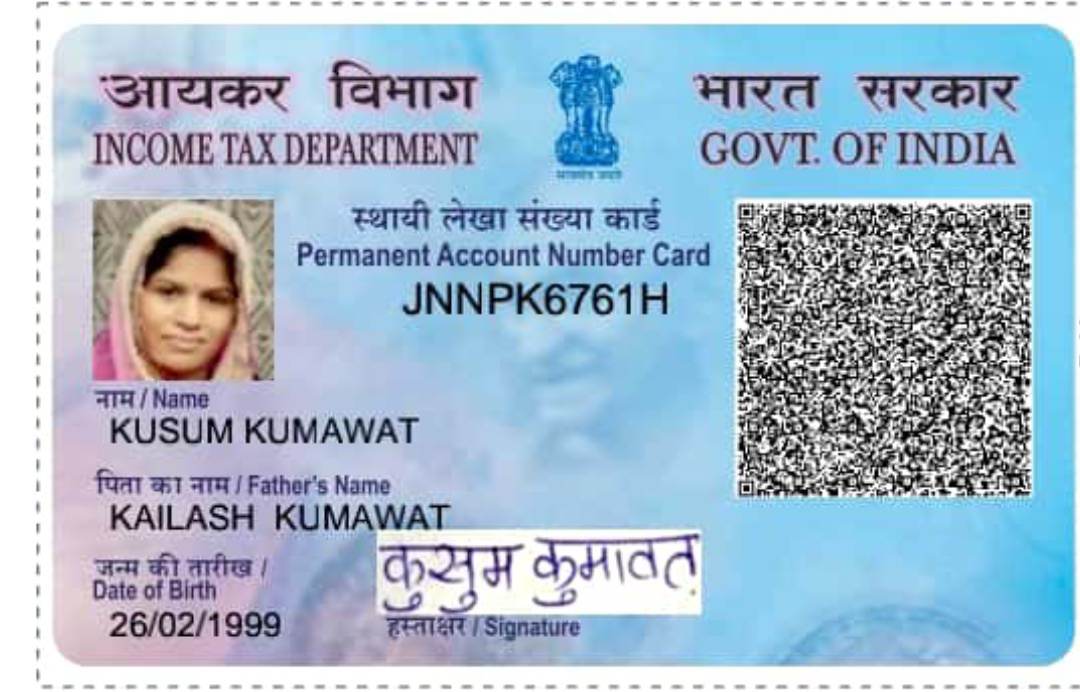 आयकर विभाग
INCOME TAX DEPARTMENT
भारत सरकार
GOVT. OF INDIA
सत्यमेव जयते
स्थायी लेखा संख्या कार्ड
Permanent Account Number Card
JNNPK6761H
नाम / Name
KUSUM KUMAWAT
पिता का नाम / Father's Name
KAILASH KUMAWAT
जन्म की तारीख /
Date of Birth
26/02/1999
कुसुम कुमावत
हस्ताक्षर / Signature